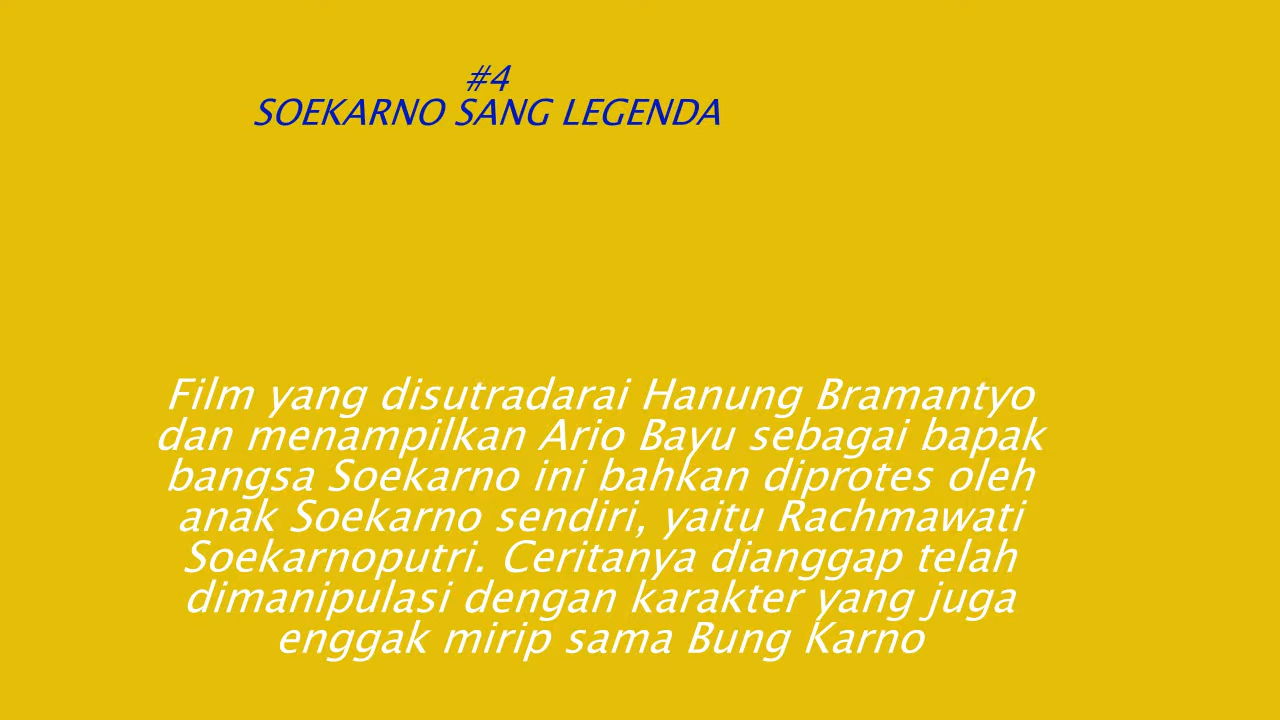 #4
SOEKARNO SANG LEGENDA
Film yang disutradarai Hanung Bramantyo
dan menampilkan Ario Bayu sebagai bapak
bangsa Soekarno ini bahkan diprotes oleh
anak Soekarno sendiri, yaitu Rachmawati
Soekarnoputri. Ceritanya dianggap telah
dimanipulasi dengan karakter yang juga
enggak mirip sama Bung Karno